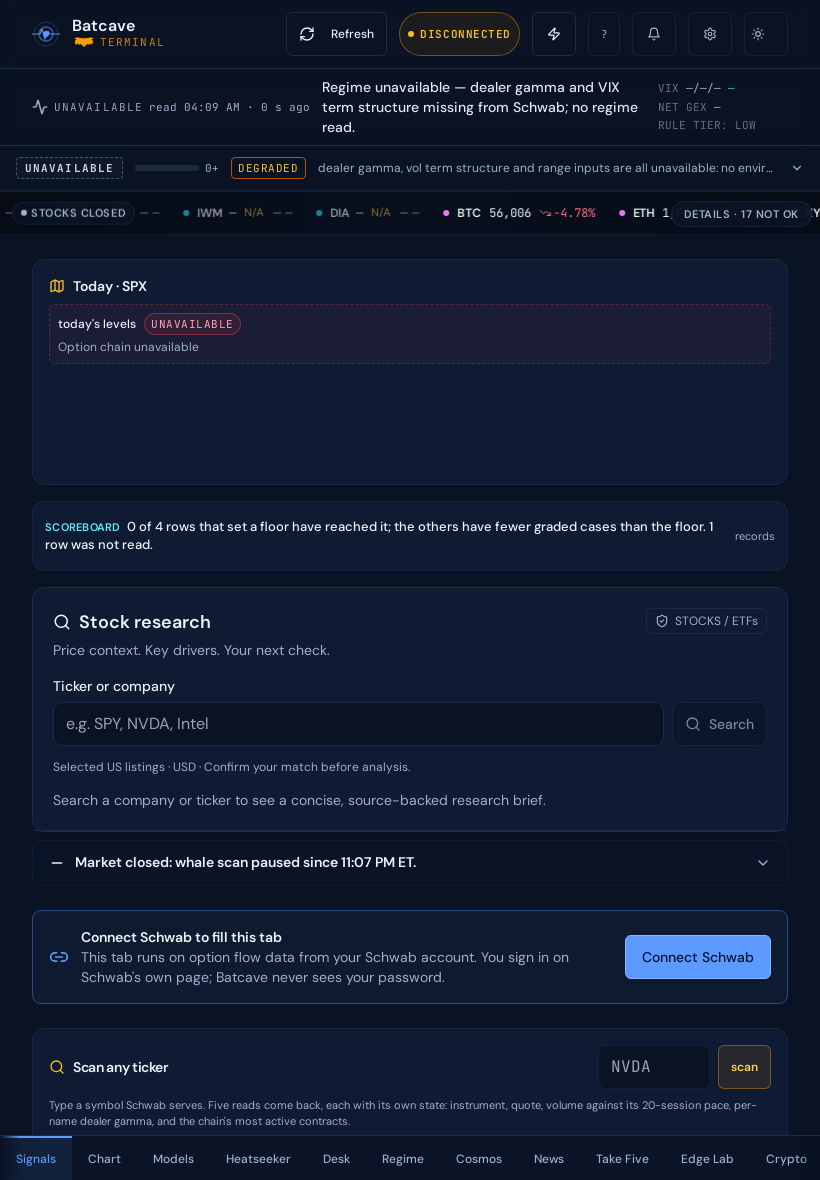 Batcave
TERMINAL
Refresh
DISCONNECTED
?
UNAVAILABLE read 04:09 AM · 0 s ago
Regime unavailable — dealer gamma and VIX
term structure missing from Schwab; no regime
read.
VIX —/—/— —
NET GEX —
RULE TIER: LOW
UNAVAILABLE 0+ DEGRADED dealer gamma, vol term structure and range inputs are all unavailable: no envir…
STOCKS CLOSED — — IWM — N/A — — DIA — N/A — — BTC 56,006 -4.78% ETH 1, DETAILS · 17 NOT OK
Today · SPX
today's levels UNAVAILABLE
Option chain unavailable
SCOREBOARD 0 of 4 rows that set a floor have reached it; the others have fewer graded cases than the floor. 1
row was not read.
records
Stock research
STOCKS / ETFs
Price context. Key drivers. Your next check.
Ticker or company
e.g. SPY, NVDA, Intel
Search
Selected US listings · USD · Confirm your match before analysis.
Search a company or ticker to see a concise, source-backed research brief.
— Market closed: whale scan paused since 11:07 PM ET.
Connect Schwab to fill this tab
This tab runs on option flow data from your Schwab account. You sign in on
Schwab's own page; Batcave never sees your password.
Connect Schwab
Scan any ticker
NVDA
scan
Type a symbol Schwab serves. Five reads come back, each with its own state: instrument, quote, volume against its 20-session pace, per-
name dealer gamma, and the chain's most active contracts.
Signals Chart Models Heatseeker Desk Regime Cosmos News Take Five Edge Lab Crypto